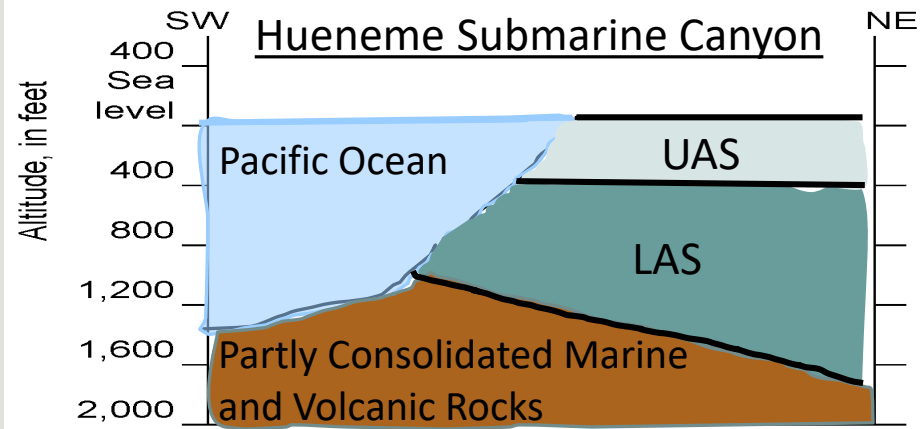 SW
Hueneme Submarine Canyon
NE
Altitude, in feet
400
Sea
level
400
800
1,200
1,600
2,000
Pacific Ocean
UAS
LAS
Partly Consolidated Marine
and Volcanic Rocks